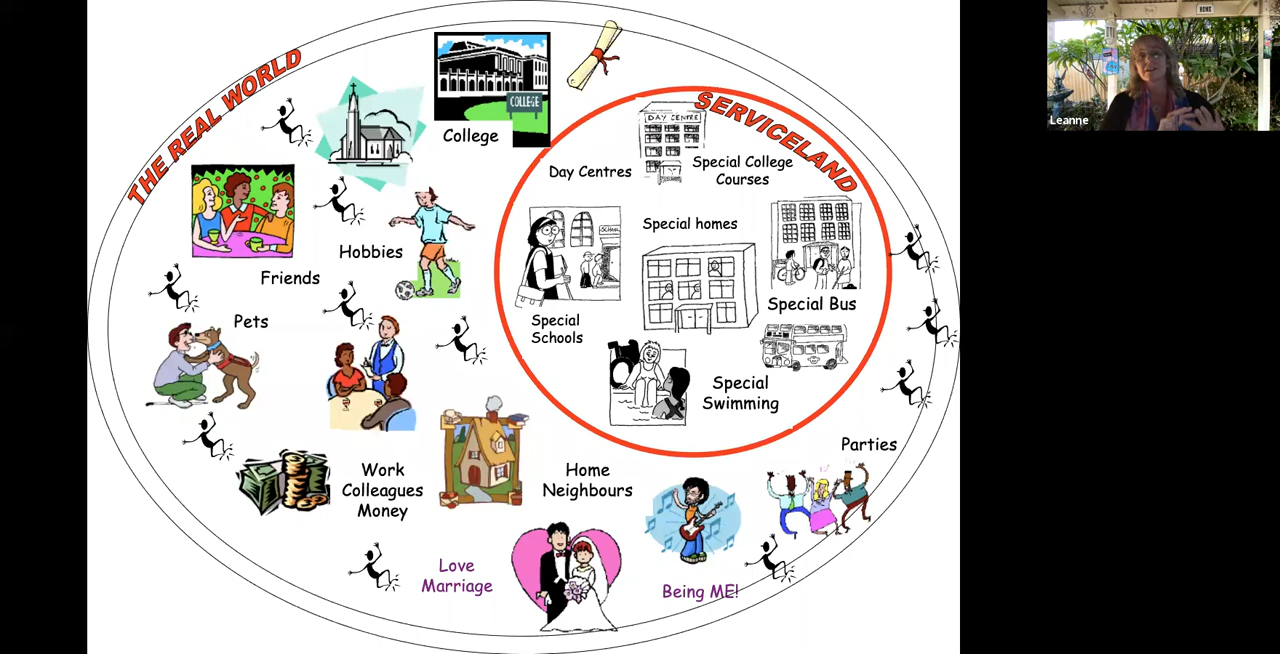 THE REAL WORLD
COLLEGE
College
SERVICELAND
DAY CENTRE
Day Centres
Special College
Courses
Friends
Hobbies
Pets
SCHOOL
Special homes
Special
Schools
Special Bus
Special
Swimming
Work
Colleagues
Money
Home
Neighbours
Parties
Love
Marriage
Being ME!
HOME
Leanne